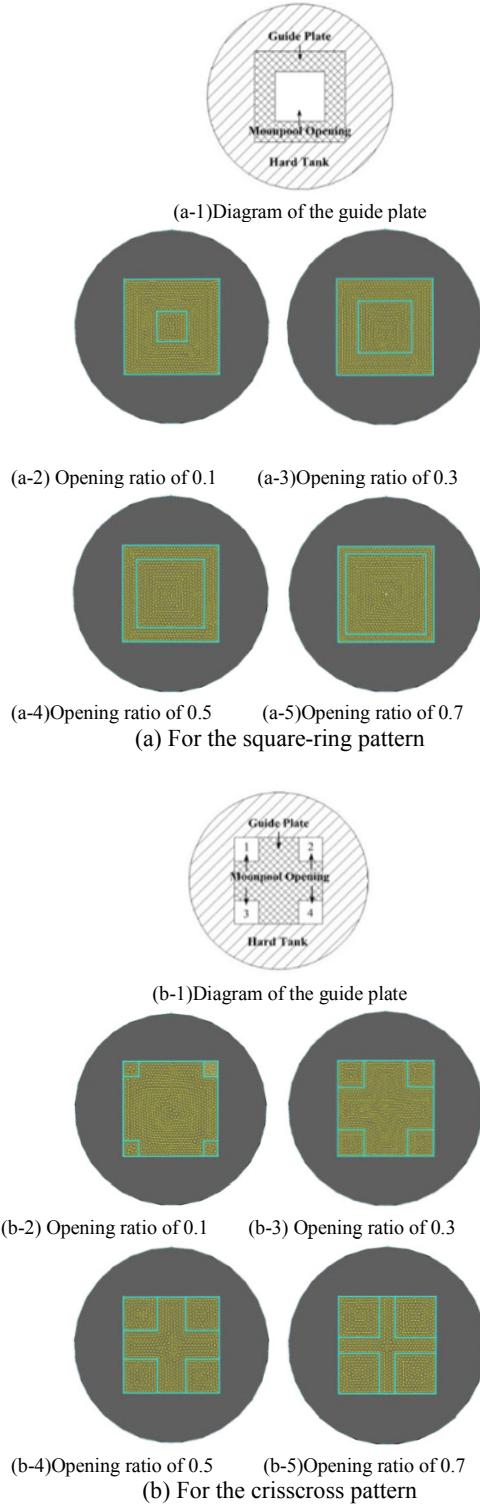 Guide Plate
Moonpool Opening
Hard Tank
(a-1)Diagram of the guide plate
(a-2) Opening ratio of 0.1 (a-3)Opening ratio of 0.3
(a-4)Opening ratio of 0.5 (a-5)Opening ratio of 0.7
(a) For the square-ring pattern
Guide Plate
1 2
Moonpool Opening
3 4
Hard Tank
(b-1)Diagram of the guide plate
(b-2) Opening ratio of 0.1 (b-3) Opening ratio of 0.3
(b-4)Opening ratio of 0.5 (b-5)Opening ratio of 0.7
(b) For the crisscross pattern